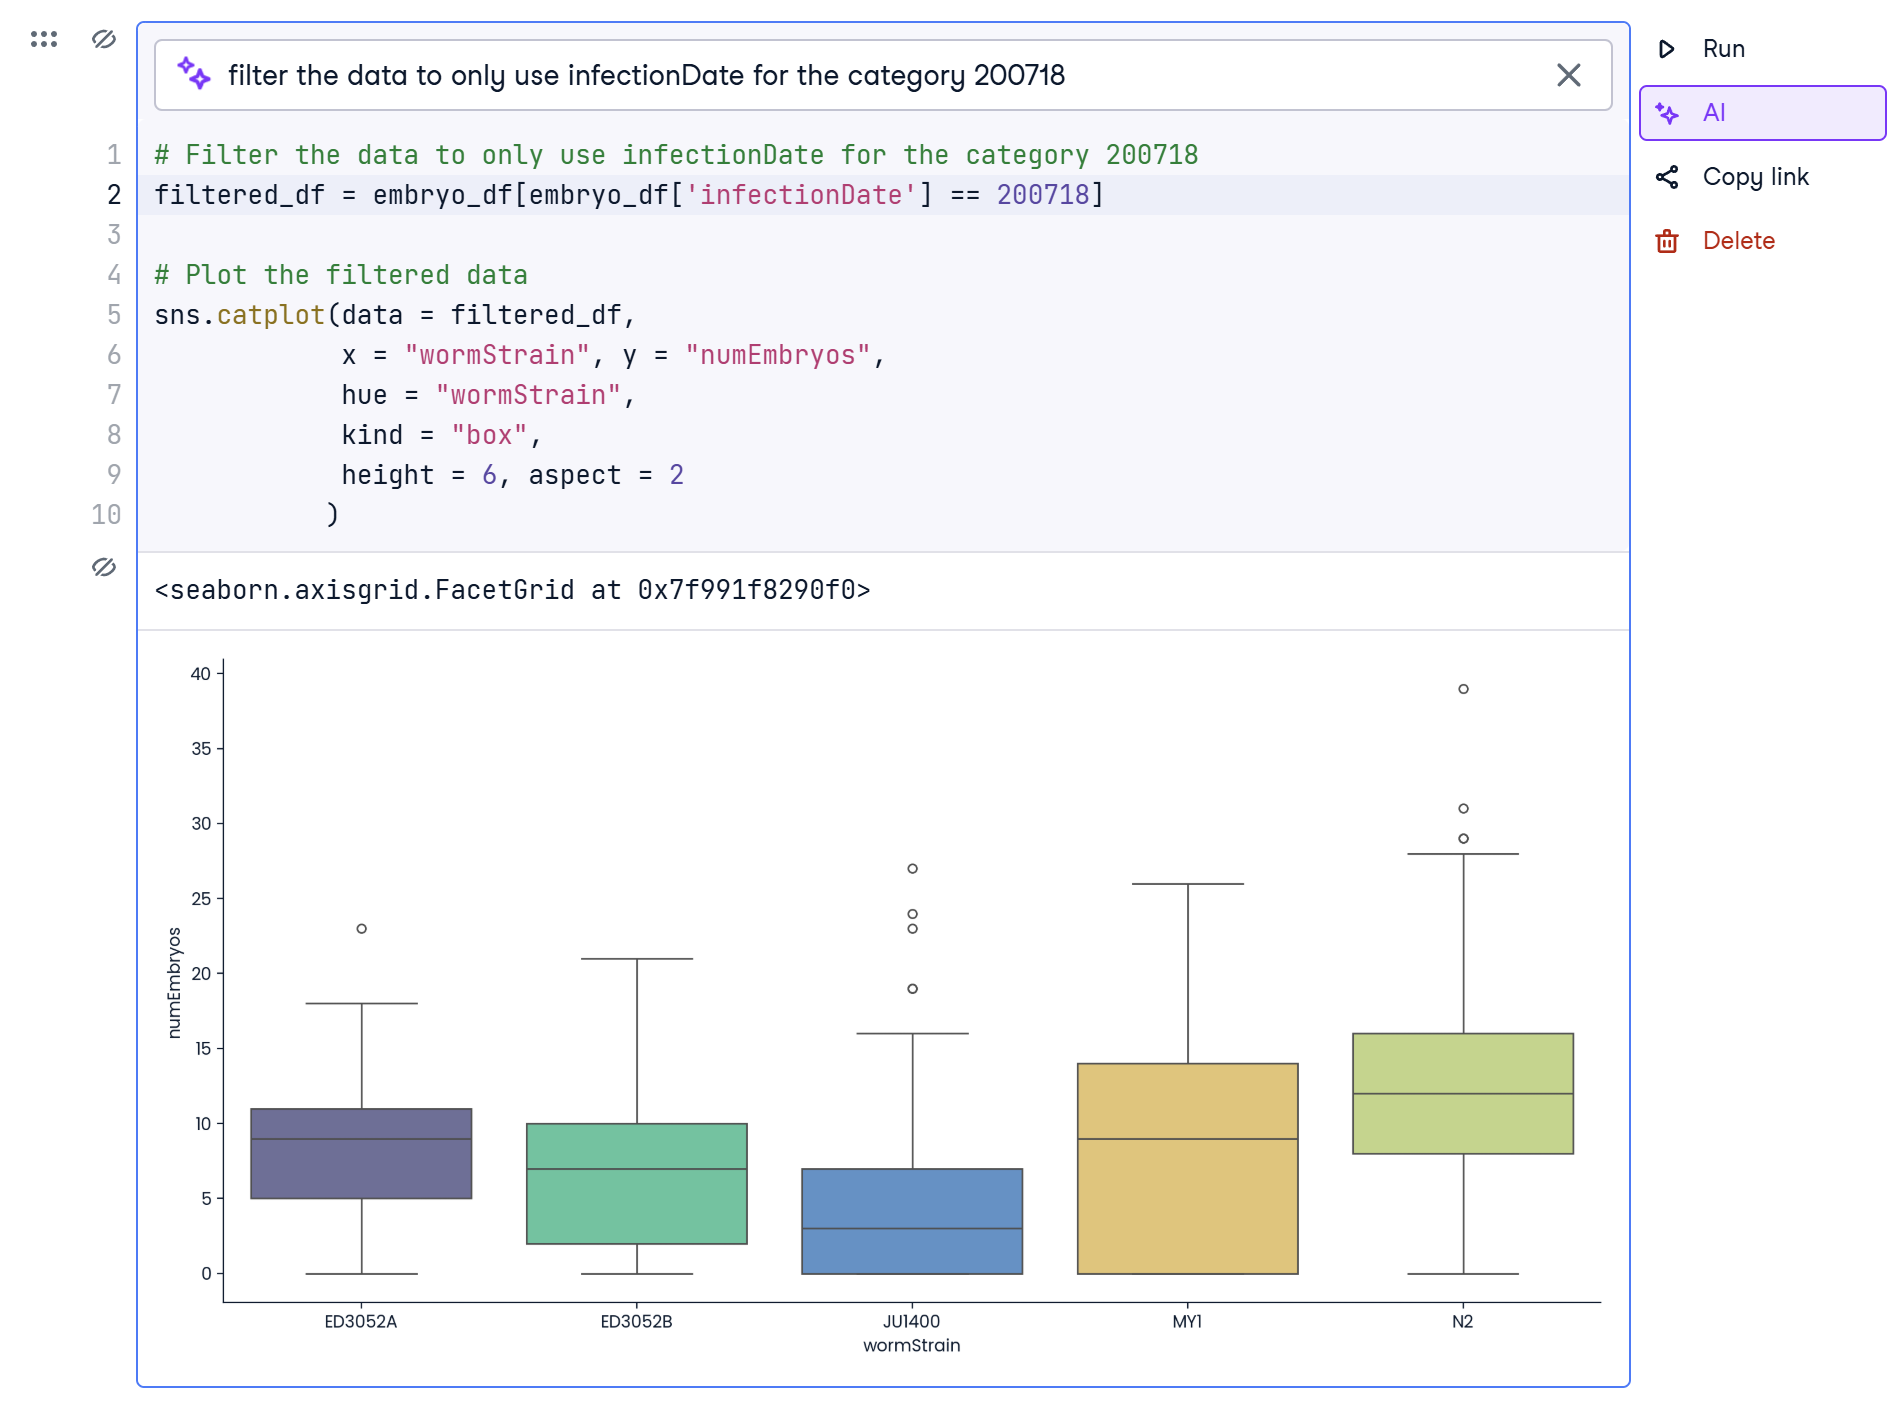 filter the data to only use infectionDate for the category 200718
Run
AI
Copy link
Delete
1 # Filter the data to only use infectionDate for the category 200718
2 filtered_df = embryo_df[embryo_df['infectionDate'] == 200718]
3
4 # Plot the filtered data
5 sns.catplot(data = filtered_df,
6 x = "wormStrain", y = "numEmbryos",
7 hue = "wormStrain",
8 kind = "box",
9 height = 6, aspect = 2
10 )
<seaborn.axisgrid.FacetGrid at 0x7f991f8290f0>
40
35
30
25
20
15
10
5
0
numEmbryos
ED3052A ED3052B JU1400 MY1 N2
wormStrain